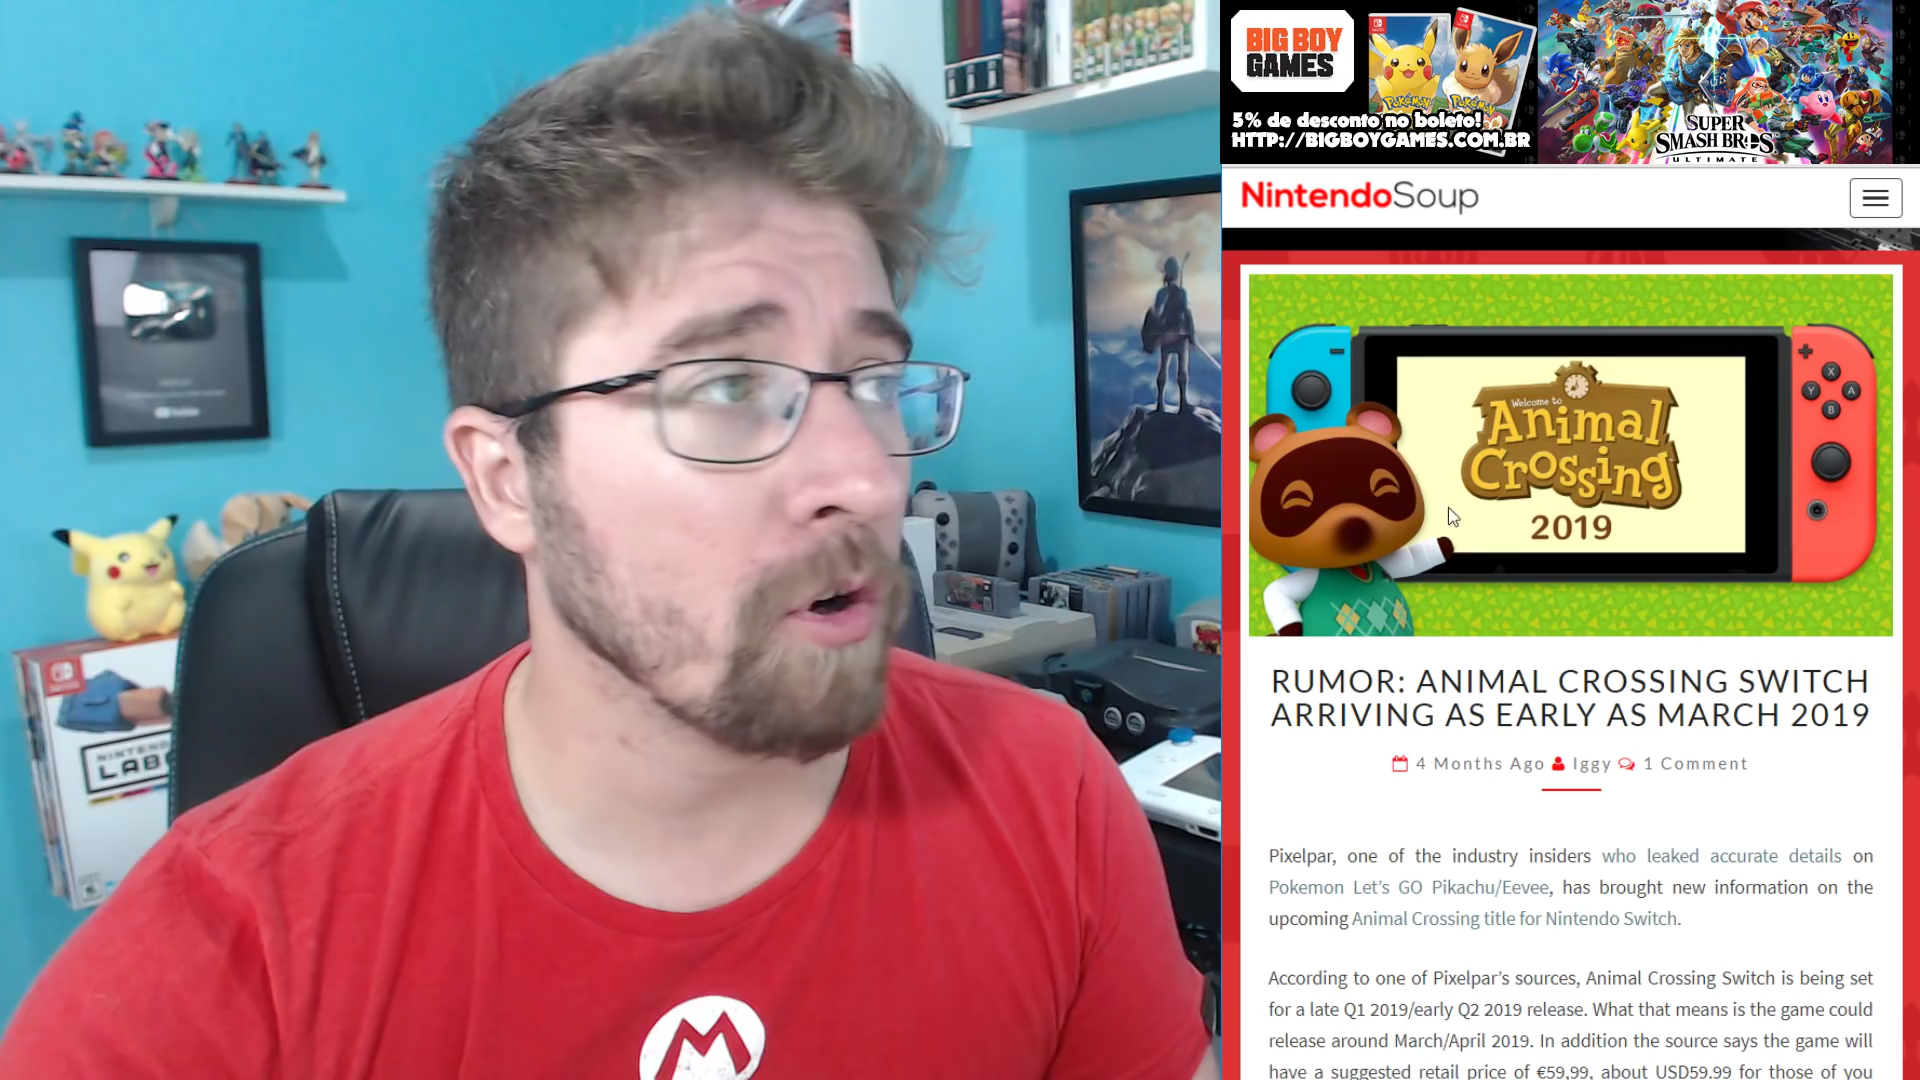 BIG BOY
GAMES
POKéMON
POKéMON
5% de desconto no boleto!
HTTP://BIGBOYGAMES.COM.BR
SUPER
SMASH BROS.
ULTIMATE
NintendoSoup
Welcome to
Animal
Crossing
2019
X
Y
A
B
RUMOR: ANIMAL CROSSING SWITCH
ARRIVING AS EARLY AS MARCH 2019
4 Months Ago Iggy 1 Comment
Pixelpar, one of the industry insiders who leaked accurate details on
Pokemon Let's GO Pikachu/Eevee, has brought new information on the
upcoming Animal Crossing title for Nintendo Switch.
According to one of Pixelpar's sources, Animal Crossing Switch is being set
for a late Q1 2019/early Q2 2019 release. What that means is the game could
release around March/April 2019. In addition the source says the game will
have a suggested retail price of €59,99, about USD59.99 for those of you
NINTENDO
LABO
M